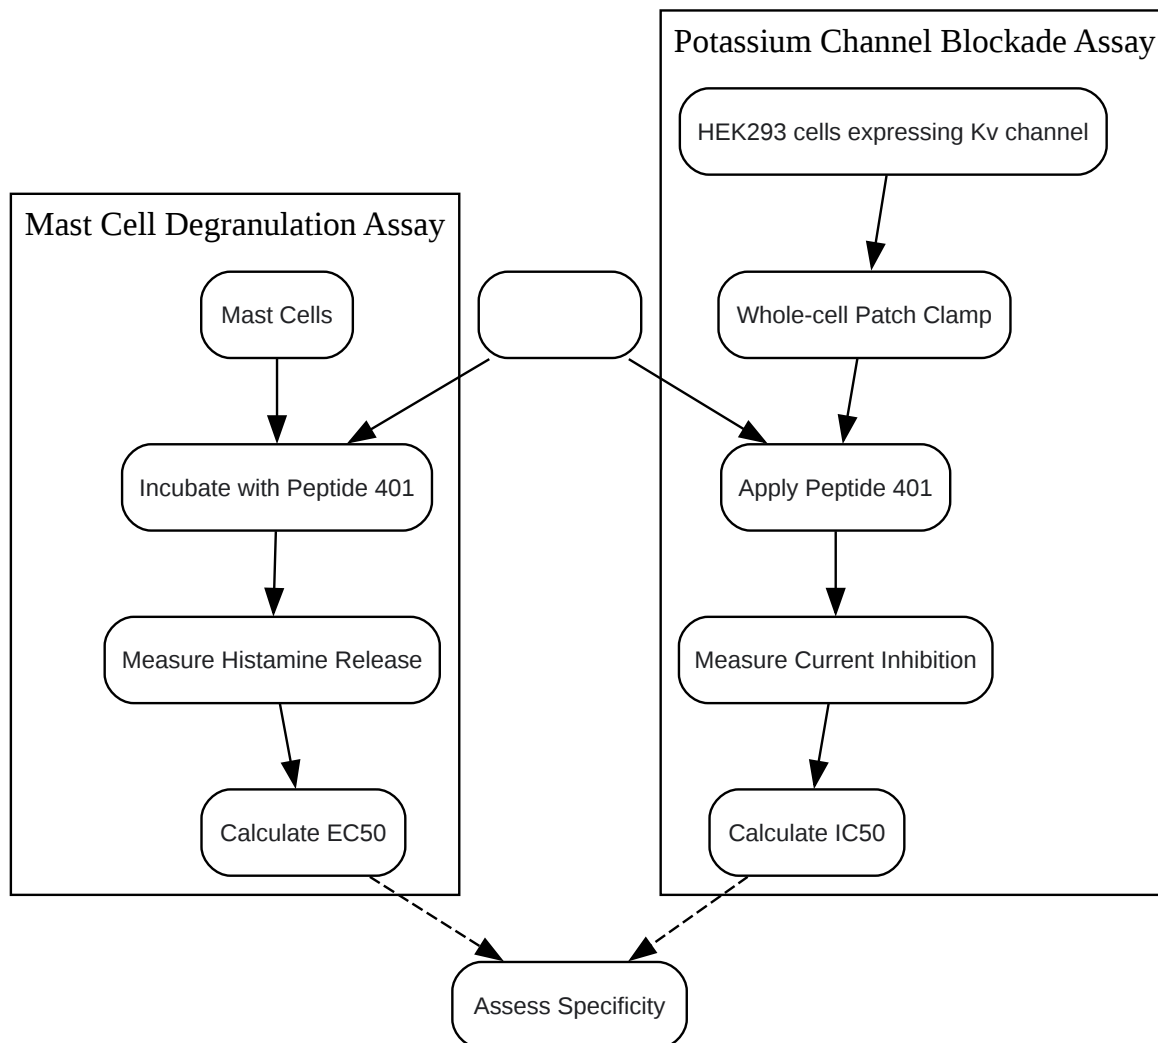 Potassium Channel Blockade Assay
HEK293 cells expressing Kv channel
Mast Cell Degranulation Assay
Mast Cells
Whole-cell Patch Clamp
Incubate with Peptide 401
Apply Peptide 401
Measure Histamine Release
Measure Current Inhibition
Calculate EC50
Calculate IC50
Assess Specificity